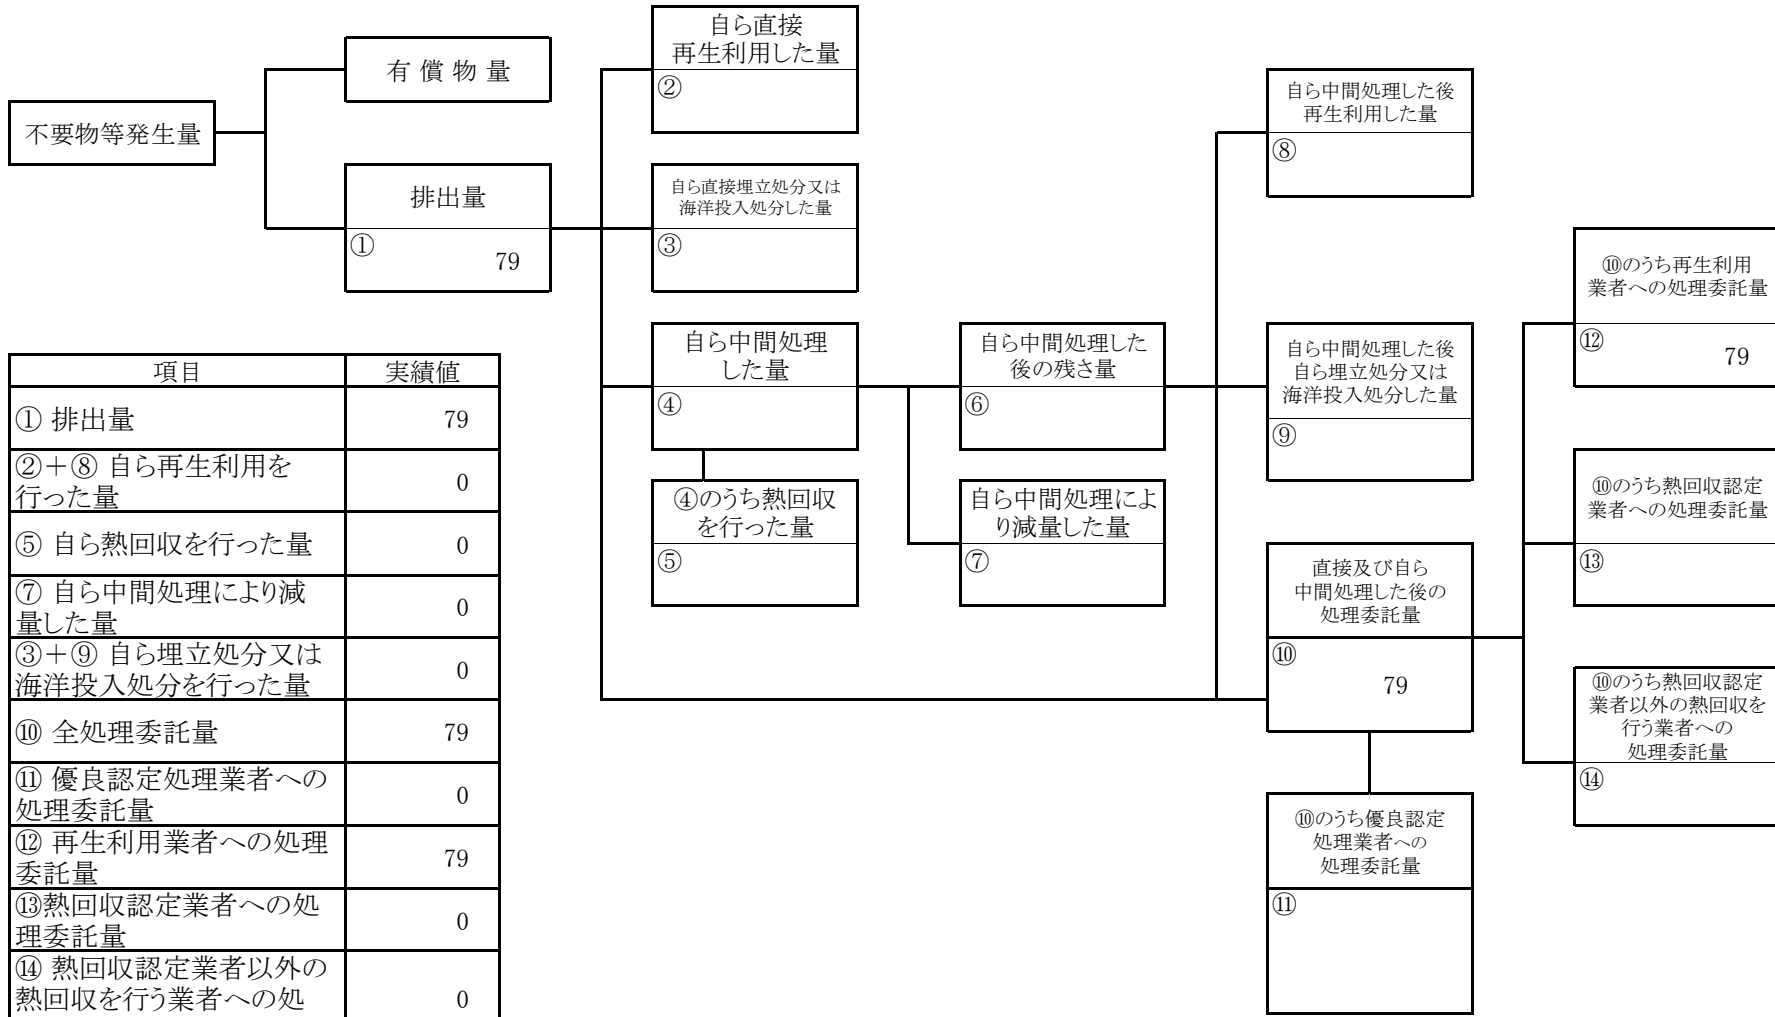 不要物等発生量
有 償 物 量
排出量
①
79
自ら直接
再生利用した量
②
自ら直接埋立処分又は
海洋投入処分した量
③
自ら中間処理
した量
④
④のうち熱回収
を行った量
⑤
自ら中間処理した
後の残さ量
⑥
自ら中間処理によ
り減量した量
⑦
自ら中間処理した後
再生利用した量
⑧
自ら中間処理した後
自ら埋立処分又は
海洋投入処分した量
⑨
直接及び自ら
中間処理した後の
処理委託量
⑩
79
⑩のうち優良認定
処理業者への
処理委託量
⑪
⑩のうち再生利用
業者への処理委託量
⑫
79
⑩のうち熱回収認定
業者への処理委託量
⑬
⑩のうち熱回収認定
業者以外の熱回収を
行う業者への
処理委託量
⑭
項目 実績値
① 排出量 79
②＋⑧ 自ら再生利用を
行った量 0
⑤ 自ら熱回収を行った量 0
⑦ 自ら中間処理により減
量した量 0
③＋⑨ 自ら埋立処分又は
海洋投入処分を行った量 0
⑩ 全処理委託量 79
⑪ 優良認定処理業者への
処理委託量 0
⑫ 再生利用業者への処理
委託量 79
⑬熱回収認定業者への処
理委託量 0
⑭ 熱回収認定業者以外の
熱回収を行う業者への処 0